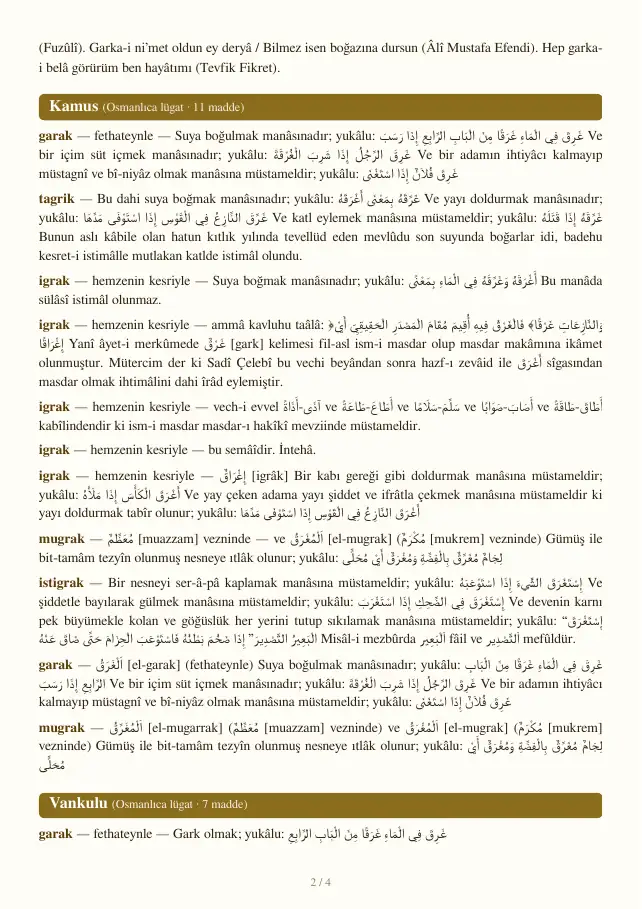 (Fuzûlî). Garka-i ni'met oldun ey deryâ / Bilmez isen boğazına dursun (Âlî Mustafa Efendi). Hep garka-
i belâ görürüm ben hayâtımı (Tevfik Fikret).
Kamus (Osmanlıca lügat · 11 madde)
garak — fethateynle — Suya boğulmak manâsınadır; yukâlu: غَرِقَ فِي الْمَاءِ غَرَقًا مِنَ الْبَابِ الرَّابِعِ إِذَا رَسَبَ Ve
bir içim süt içmek manâsınadır; yukâlu: غَرِقَ الرَّجُلُ إِذَا شَرِبَ الْغُرْقَةَ Ve bir adamın ihtiyâcı kalmayıp
müstagnî ve bî-niyâz olmak manâsına müstameldir; yukâlu: غَرِقَ فُلَانٌ إِذَا اسْتَغْنَى
tagrik — Bu dahi suya boğmak manâsınadır; yukâlu: غَرَّقَهُ بِمَعْنَى أَغْرَقَهُ Ve yayı doldurmak manâsınadır;
yukâlu: غَرَّقَ النَّازِعُ فِي الْقَوْسِ إِذَا اسْتَوْفَى مَدَّهَا Ve katl eylemek manâsına müstameldir; yukâlu: غَرَّقَهُ إِذَا قَتَلَهُ
Bunun aslı kâbile olan hatun kıtlık yılında tevellüd eden mevlûdu son suyunda boğarlar idi, badehu
kesret-i istimâlle mutlakan katlde istimâl olundu.
igrak — hemzenin kesriyle — Suya boğmak manâsınadır; yukâlu: أَغْرَقَهُ وَغَرَّقَهُ فِي الْمَاءِ بِمَعْنًى Bu manâda
sülâsî istimâl olunmaz.
igrak — hemzenin kesriyle — ammâ kavluhu taâlâ: ﴿وَالنَّازِعَاتِ غَرْقًا﴾ فَالْغَرْقُ فِيهِ أُقِيمَ مُقَامَ الْمَصْدَرِ الْحَقِيقِيِّ أَيْ
إِغْرَاقًا Yanî âyet-i merkûmede غَرْقٌ [gark] kelimesi fil-asl ism-i masdar olup masdar makâmına ikâmet
olunmuştur. Mütercim der ki Sadî Çelebî bu vechi beyândan sonra hazf-ı zevâid ile أَغْرَقَ sîgasından
masdar olmak ihtimâlini dahi îrâd eylemiştir.
igrak — hemzenin kesriyle — vech-i evvel آذَى-أَذَاةً ve أَطَاعَ-طَاعَةً ve سَلَّمَ-سَلَامًا ve أَصَابَ-صَوَابًا ve أَطَاقَ-طَاقَةً
kabîlindendir ki ism-i masdar masdar-ı hakîkî mevziinde müstameldir.
igrak — hemzenin kesriyle — bu semâîdir. İntehâ.
igrak — hemzenin kesriyle — إِغْرَاقٌ [igrâk] Bir kabı gereği gibi doldurmak manâsına müstameldir;
yukâlu: أَغْرَقَ الْكَأْسَ إِذَا مَلَأَهُ Ve yay çeken adama yayı şiddet ve ifrâtla çekmek manâsına müstameldir ki
yayı doldurmak tabîr olunur; yukâlu: أَغْرَقَ النَّازِعُ فِي الْقَوْسِ إِذَا اسْتَوْفَى مَدَّهَا
mugrak — مُعَظَّمٌ [muazzam] vezninde — ve اَلْمُغْرَقُ [el-mugrak] (مُكْرَمٌ [mukrem] vezninde) Gümüş ile
bit-tamâm tezyîn olunmuş nesneye ıtlâk olunur; yukâlu: لِجَامٌ مُغَرَّقٌ بِالْفِضَّةِ وَمُغْرَقٌ أَيْ مُحَلًّى
istigrak — Bir nesneyi ser-â-pâ kaplamak manâsına müstameldir; yukâlu: إِسْتَغْرَقَ الشَّيْءَ إِذَا اسْتَوْعَبَهُ Ve
şiddetle bayılarak gülmek manâsına müstameldir; yukâlu: إِسْتَغْرَقَ فِي الضَّحِكِ إِذَا اسْتَغْرَبَ Ve devenin karnı
pek büyümekle kolan ve göğüslük her yerini tutup sıkılamak manâsına müstameldir; yukâlu: “إِسْتَغْرَقَ
الْبَعِيرُ التَّصْدِيرَ” إِذَا ضَخُمَ بَطْنُهُ فَاسْتَوْعَبَ الْحِزَامَ حَتَّى ضَاقَ عَنْهُ Misâl-i mezbûrda اَلْبَعِيرُ fâil ve اَلتَّصْدِيرَ mefûldür.
garak — اَلْغَرَقُ [el-garak] (fethateynle) Suya boğulmak manâsınadır; yukâlu: غَرِقَ فِي الْمَاءِ غَرَقًا مِنَ الْبَابِ
الرَّابِعِ إِذَا رَسَبَ Ve bir içim süt içmek manâsınadır; yukâlu: غَرِقَ الرَّجُلُ إِذَا شَرِبَ الْغُرْقَةَ Ve bir adamın ihtiyâcı
kalmayıp müstagnî ve bî-niyâz olmak manâsına müstameldir; yukâlu: غَرِقَ فُلَانٌ إِذَا اسْتَغْنَى
mugrak — اَلْمُغَرَّقُ [el-mugarrak] (مُعَظَّمٌ [muazzam] vezninde) ve اَلْمُغْرَقُ [el-mugrak] (مُكْرَمٌ [mukrem]
vezninde) Gümüş ile bit-tamâm tezyîn olunmuş nesneye ıtlâk olunur; yukâlu: لِجَامٌ مُغَرَّقٌ بِالْفِضَّةِ وَمُغْرَقٌ أَيْ
مُحَلًّى
Vankulu (Osmanlıca lügat · 7 madde)
garak — fethateynle — Gark olmak; yukâlu: غَرِقَ فِي الْمَاءِ غَرَقًا مِنَ الْبَابِ الرَّابِعِ
2 / 4